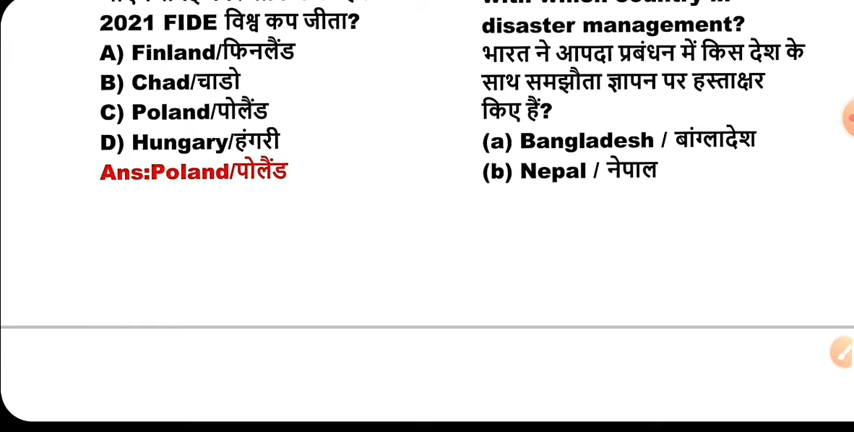 2021 FIDE विश्व कप जीता?
A) Finland/फिनलैंड
B) Chad/चाडो
C) Poland/पोलैंड
D) Hungary/हंगरी
Ans:Poland/पोलैंड
disaster management?
भारत ने आपदा प्रबंधन में किस देश के
साथ समझौता ज्ञापन पर हस्ताक्षर
किए हैं?
(a) Bangladesh / बांग्लादेश
(b) Nepal / नेपाल